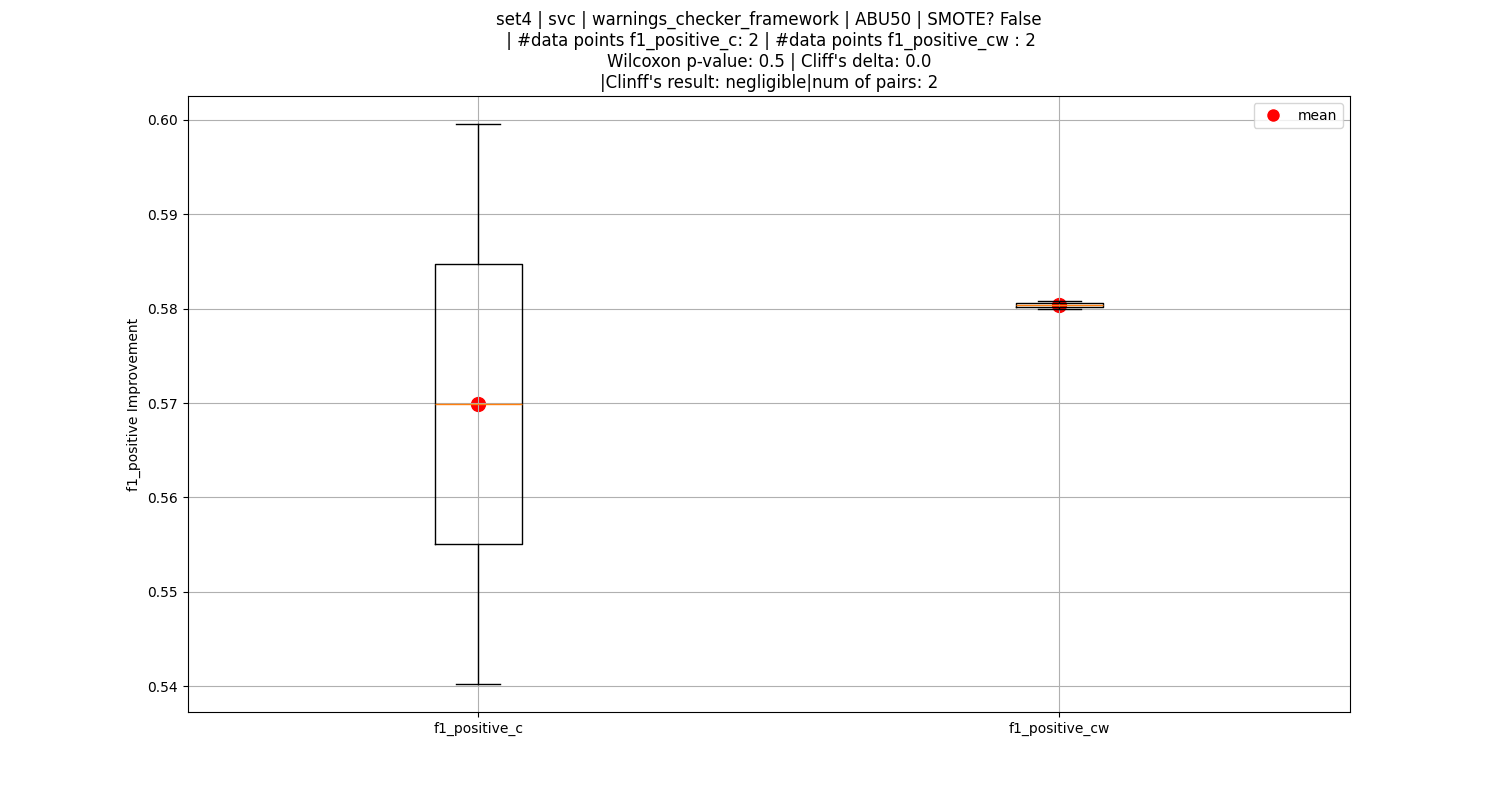 set4 | svc | warnings_checker_framework | ABU50 | SMOTE? False
| #data points f1_positive_c: 2 | #data points f1_positive_cw : 2
Wilcoxon p-value: 0.5 | Cliff's delta: 0.0
|Clinff's result: negligible|num of pairs: 2
mean
0.60
0.59
0.58
0.57
0.56
0.55
0.54
f1_positive Improvement
f1_positive_c
f1_positive_cw